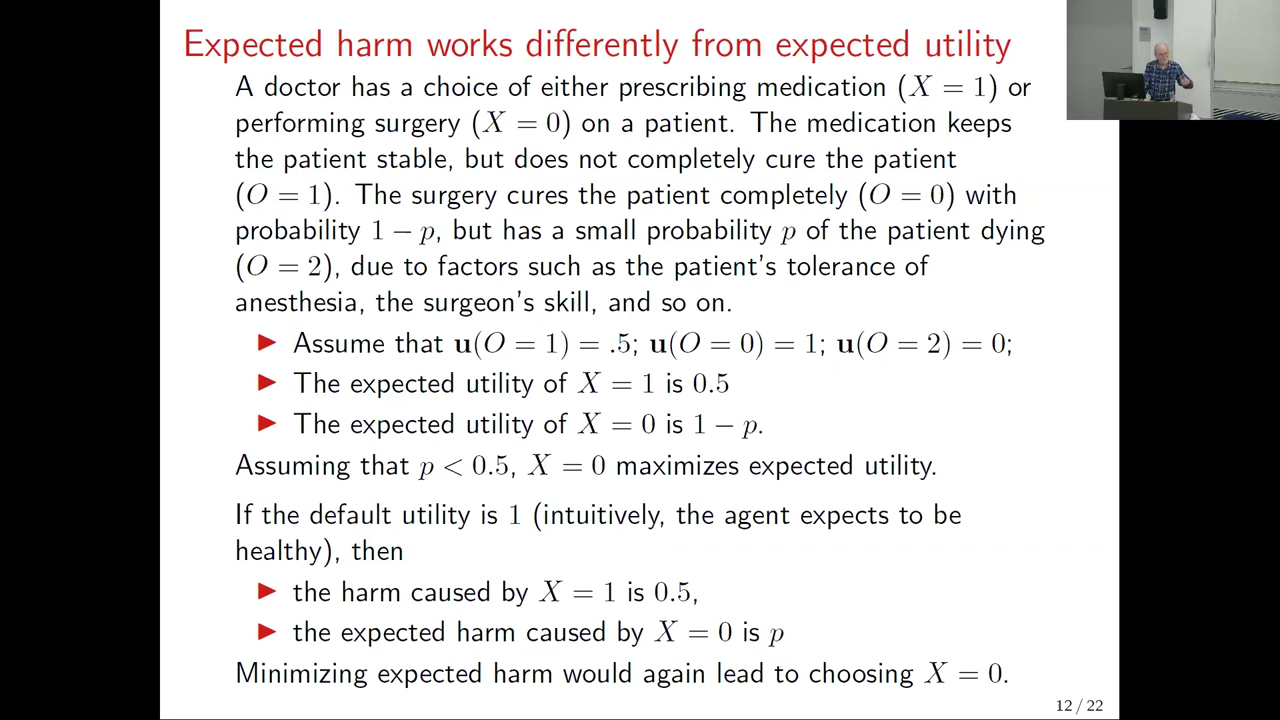 Expected harm works differently from expected utility
A doctor has a choice of either prescribing medication (X = 1) or
performing surgery (X = 0) on a patient. The medication keeps
the patient stable, but does not completely cure the patient
(O = 1). The surgery cures the patient completely (O = 0) with
probability 1 − p, but has a small probability p of the patient dying
(O = 2), due to factors such as the patient's tolerance of
anesthesia, the surgeon's skill, and so on.
▶ Assume that u(O = 1) = .5; u(O = 0) = 1; u(O = 2) = 0;
▶ The expected utility of X = 1 is 0.5
▶ The expected utility of X = 0 is 1 − p.
Assuming that p < 0.5, X = 0 maximizes expected utility.
If the default utility is 1 (intuitively, the agent expects to be
healthy), then
▶ the harm caused by X = 1 is 0.5,
▶ the expected harm caused by X = 0 is p
Minimizing expected harm would again lead to choosing X = 0.
12 / 22